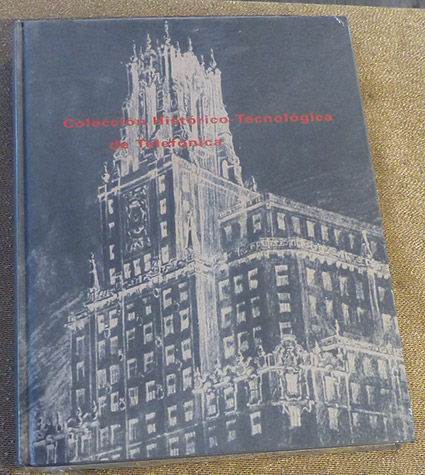 Colección Histórico-Tecnológica
de Telefónica